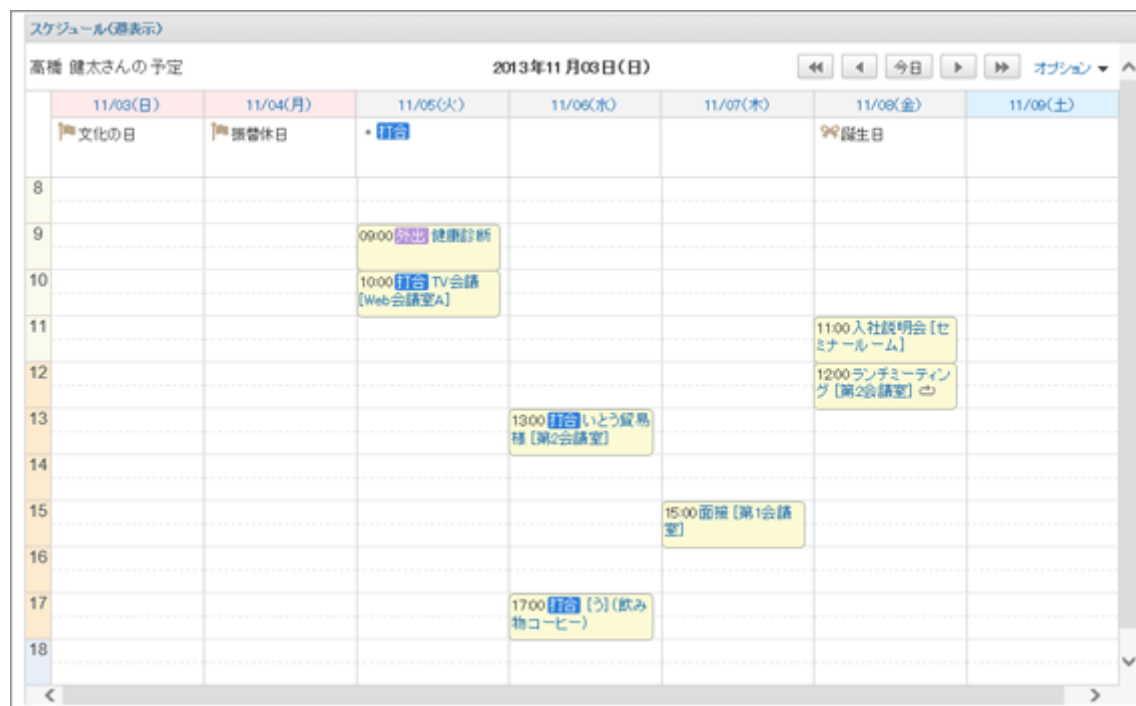 スケジュール(週表示)
高橋 健太さんの予定
2013年11月03日(日)
今日
オプション
11/03(日) 11/04(月) 11/05(火) 11/06(水) 11/07(木) 11/08(金) 11/09(土)
文化の日 振替休日 打合 誕生日
8
9
09:00 外出 健康診断
10
10:00 打合 TV会議
[Web会議室A]
11
11:00 入社説明会 [セ
ミナールーム]
12
12:00 ランチミーティン
グ [第2会議室]
13
13:00 打合 いとう貿易
様 [第2会議室]
14
15
15:00 面接 [第1会議
室]
16
17
17:00 打合 [う](飲み
物コーヒー)
18